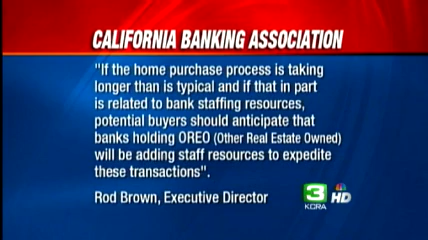 CALIFORNIA BANKING ASSOCIATION
"If the home purchase process is taking
longer than is typical and if that in part
is related to bank staffing resources,
potential buyers should anticipate that
banks holding OREO (Other Real Estate Owned)
will be adding staff resources to expedite
these transactions".
Rod Brown, Executive Director
3
KCRA
HD